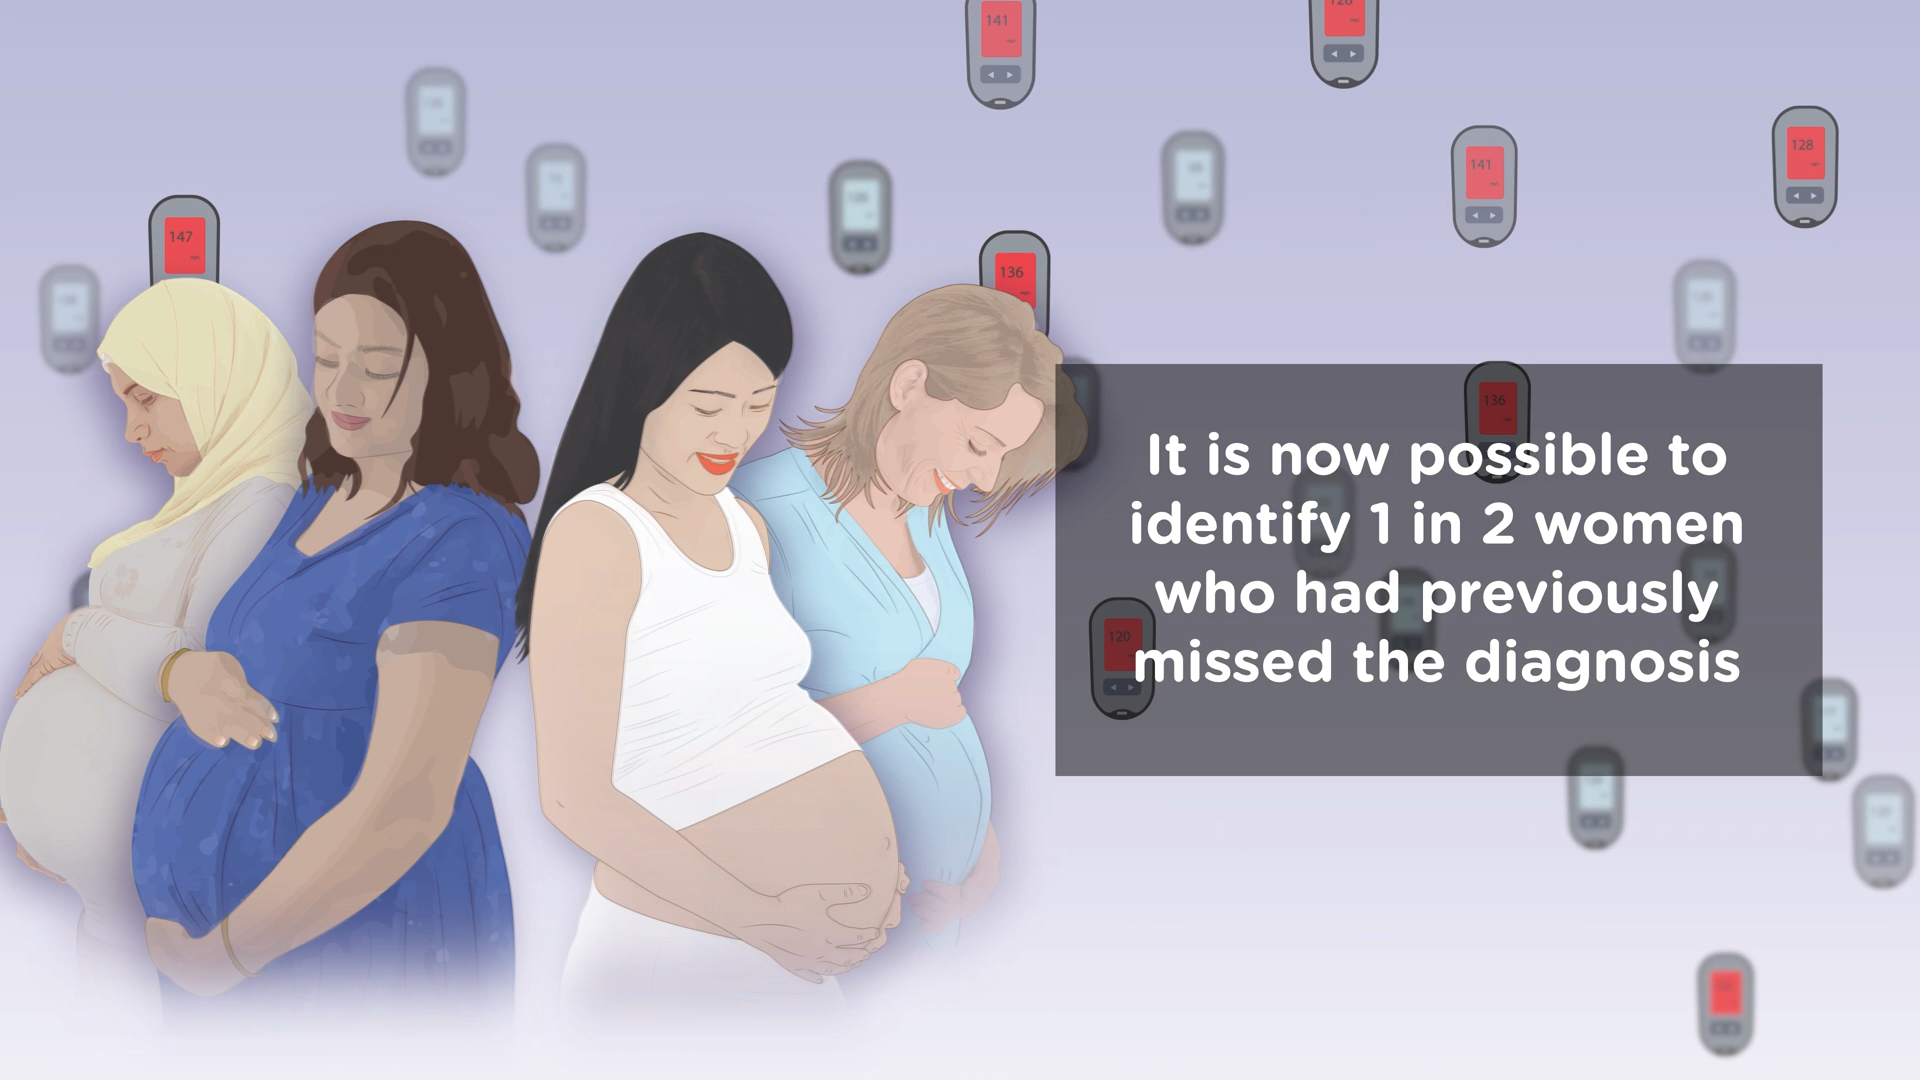 141
128
141
128
147
136
136
It is now possible to
identify 1 in 2 women
who had previously
missed the diagnosis
120